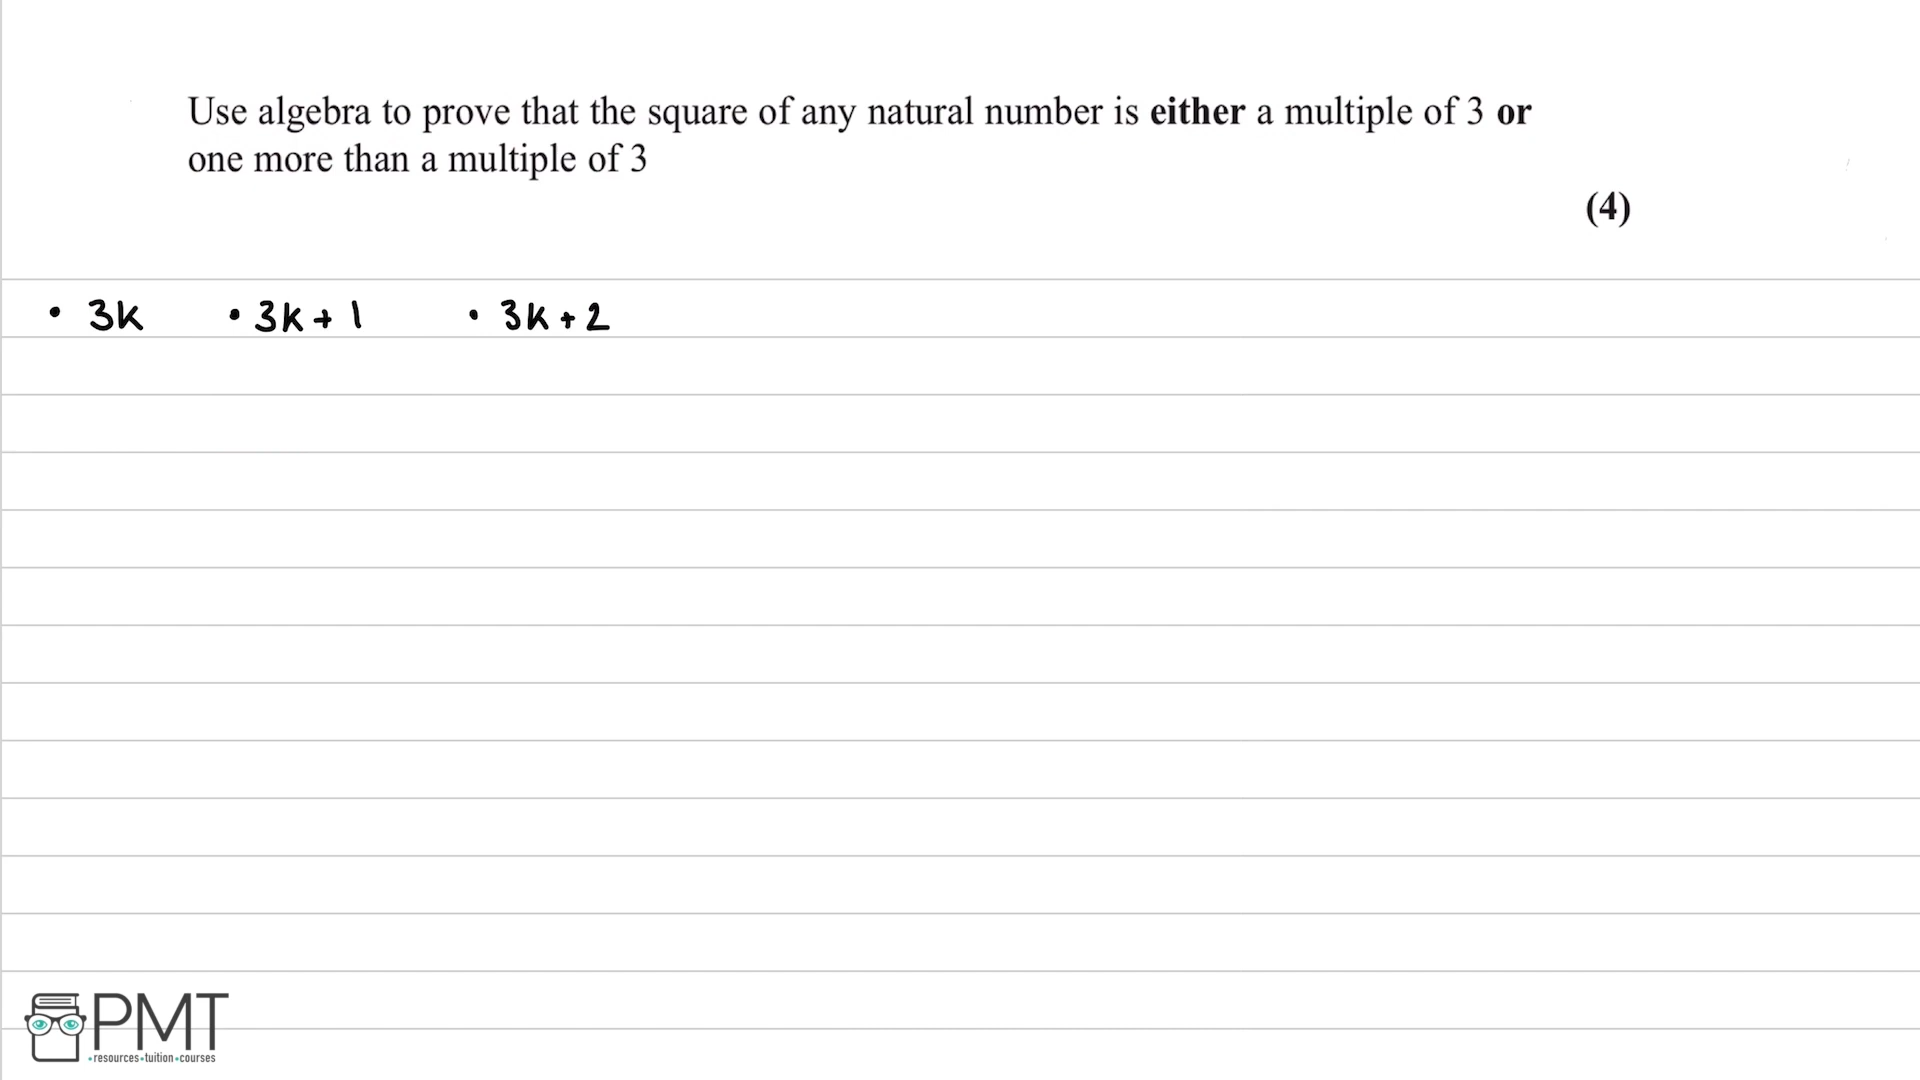 Use algebra to prove that the square of any natural number is either a multiple of 3 or
one more than a multiple of 3
(4)
• 3k • 3k + 1 • 3k + 2
PMT
•resources•tuition•courses